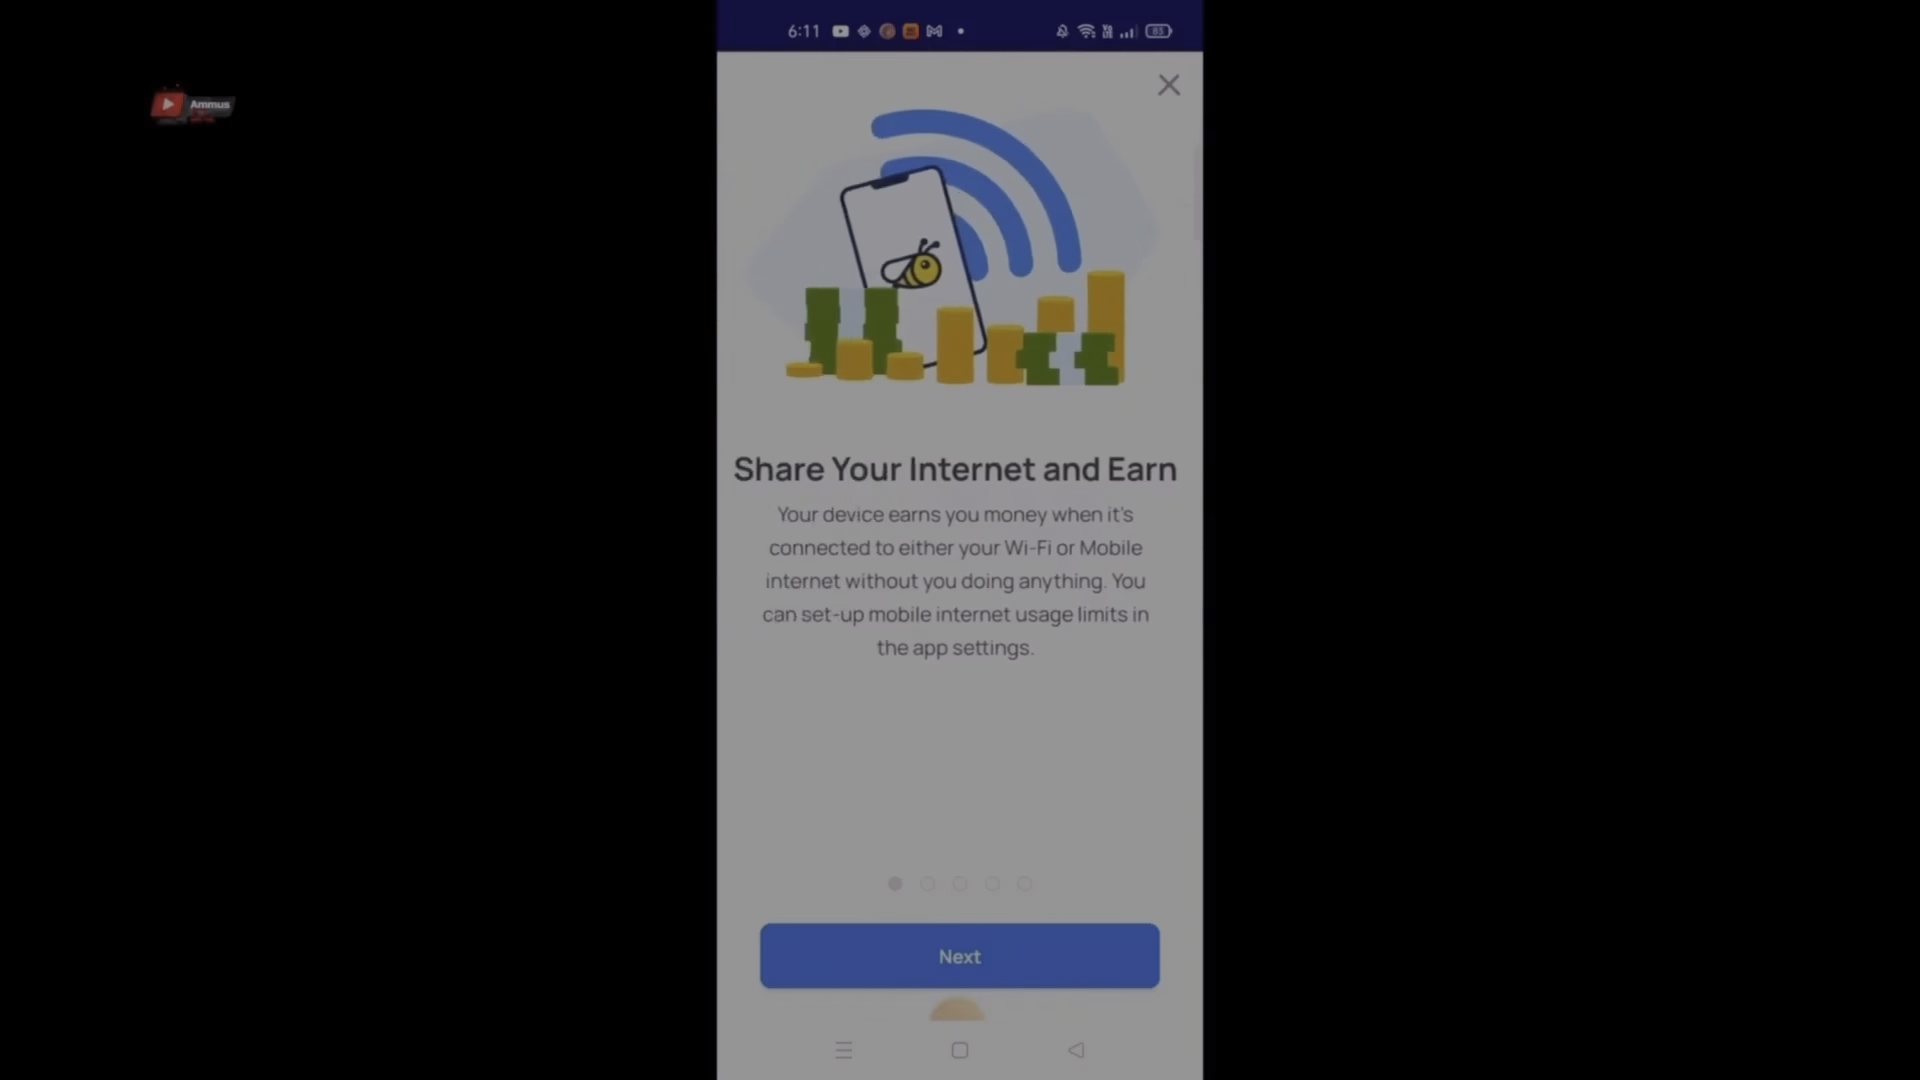 6:11
83
Ammus
Share Your Internet and Earn
Your device earns you money when it's
connected to either your Wi-Fi or Mobile
internet without you doing anything. You
can set-up mobile internet usage limits in
the app settings.
Next